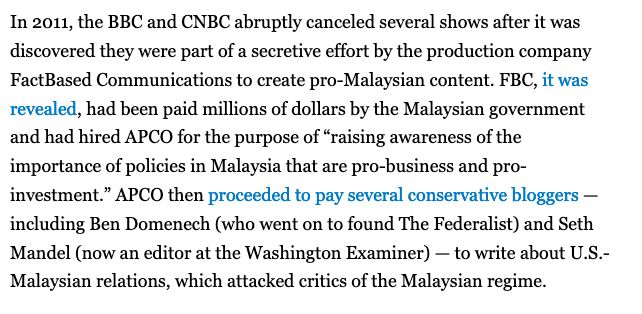 In 2011, the BBC and CNBC abruptly canceled several shows after it was
discovered they were part of a secretive effort by the production company
FactBased Communications to create pro-Malaysian content. FBC, it was
revealed, had been paid millions of dollars by the Malaysian government
and had hired APCO for the purpose of “raising awareness of the
importance of policies in Malaysia that are pro-business and pro-
investment.” APCO then proceeded to pay several conservative bloggers —
including Ben Domenech (who went on to found The Federalist) and Seth
Mandel (now an editor at the Washington Examiner) — to write about U.S.-
Malaysian relations, which attacked critics of the Malaysian regime.